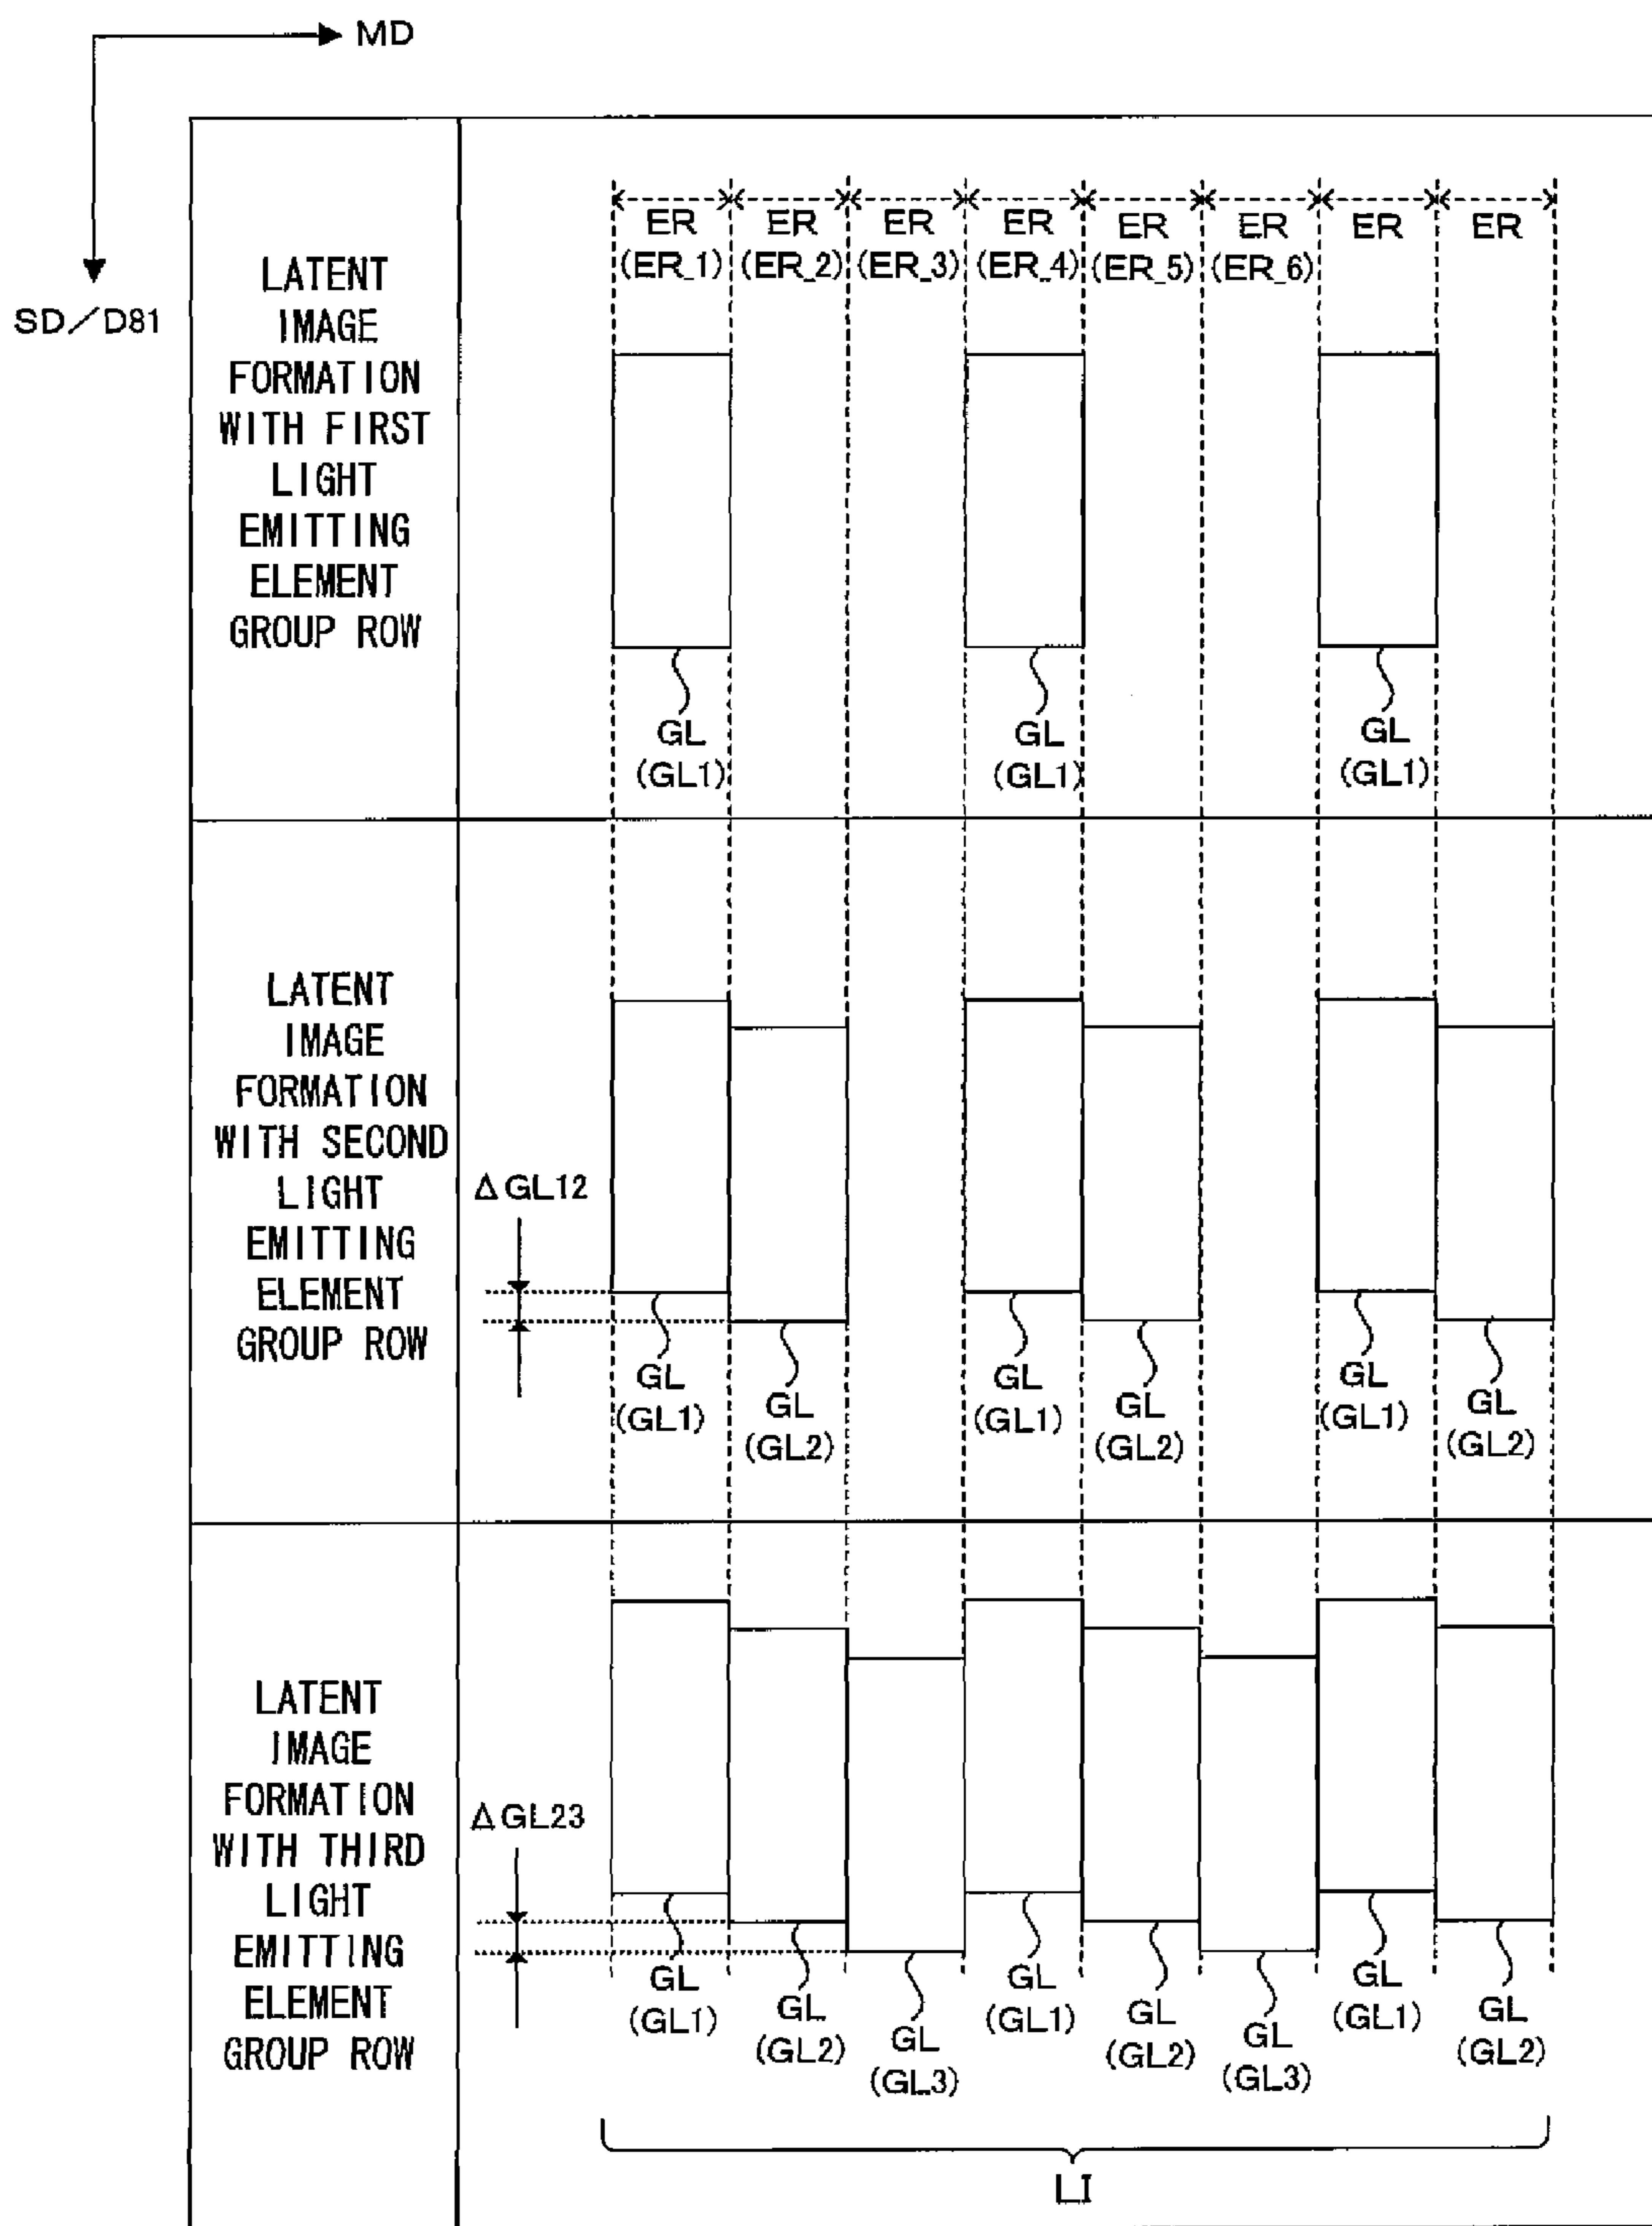 MD
SD/D81
LATENT
IMAGE
FORMATION
WITH FIRST
LIGHT
EMITTING
ELEMENT
GROUP ROW
ER ER ER ER ER ER ER ER
(ER_1) (ER_2) (ER_3) (ER_4) (ER_5) (ER_6)
GL GL GL
(GL1) (GL1) (GL1)
LATENT
IMAGE
FORMATION
WITH SECOND
LIGHT
EMITTING
ELEMENT
GROUP ROW
ΔGL12
GL GL GL
(GL1) (GL1) (GL1)
GL GL GL
(GL2) (GL2) (GL2)
LATENT
IMAGE
FORMATION
WITH THIRD
LIGHT
EMITTING
ELEMENT
GROUP ROW
ΔGL23
GL GL GL
(GL1) (GL1) (GL1)
GL GL GL
(GL2) (GL2) (GL2)
GL GL
(GL3) (GL3)
LI